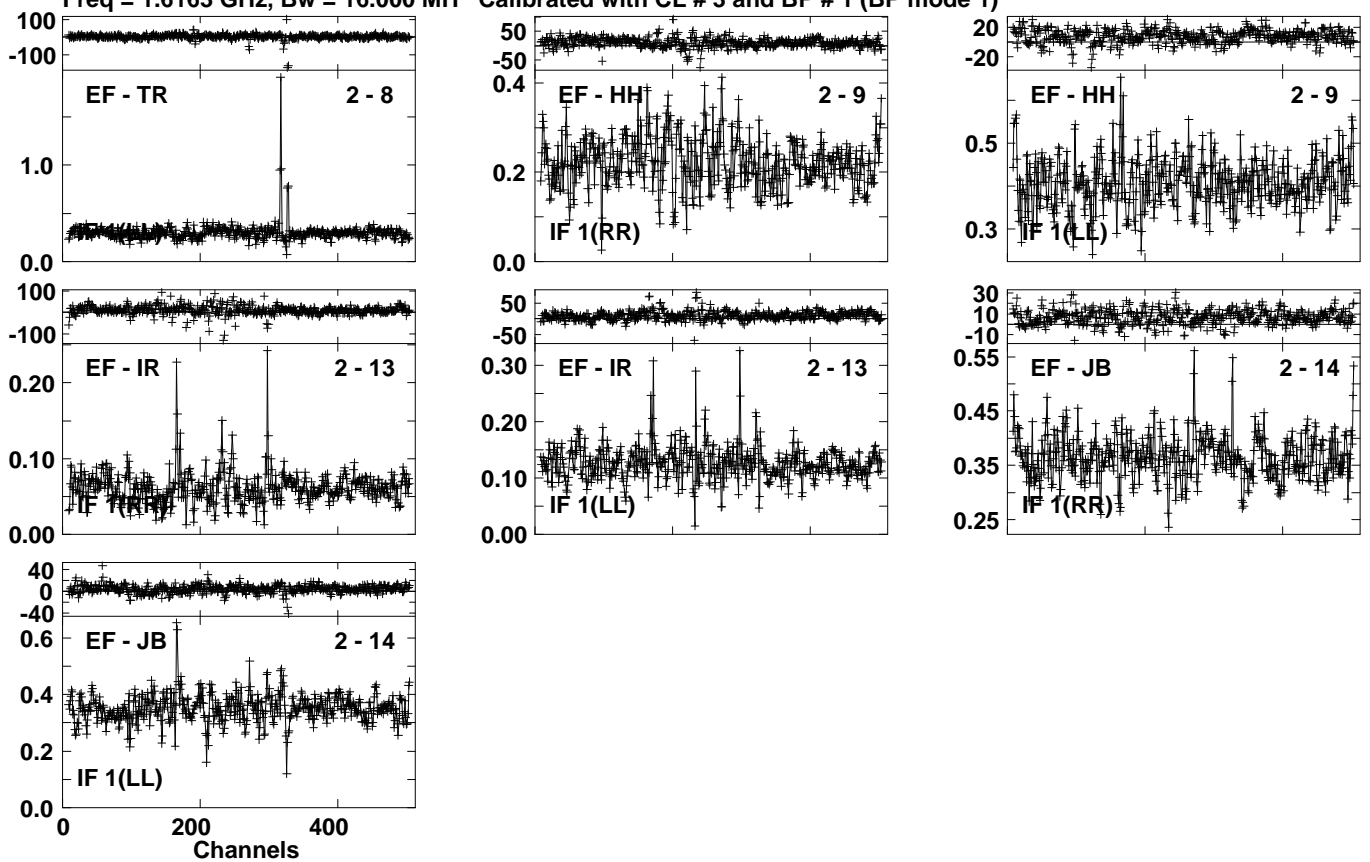 Freq = 1.6163 GHz, Bw = 16.000 MH Calibrated with CL # 3 and BP # 1 (BP mode 1)
100
-100
EF - TR 2 - 8
1.0
0.0
50
-50
EF - HH 2 - 9
0.4
0.2
IF 1(RR)
0.0
20
-20
EF - HH 2 - 9
0.5
0.3
IF 1(LL)
100
-100
EF - IR 2 - 13
0.20
0.10
IF 1(RR)
0.00
50
-50
EF - IR 2 - 13
0.30
0.20
0.10
IF 1(LL)
0.00
30
10
-10
EF - JB 2 - 14
0.55
0.45
0.35
IF 1(RR)
0.25
40
0
-40
EF - JB 2 - 14
0.6
0.4
0.2
IF 1(LL)
0.0
0 200 400
Channels